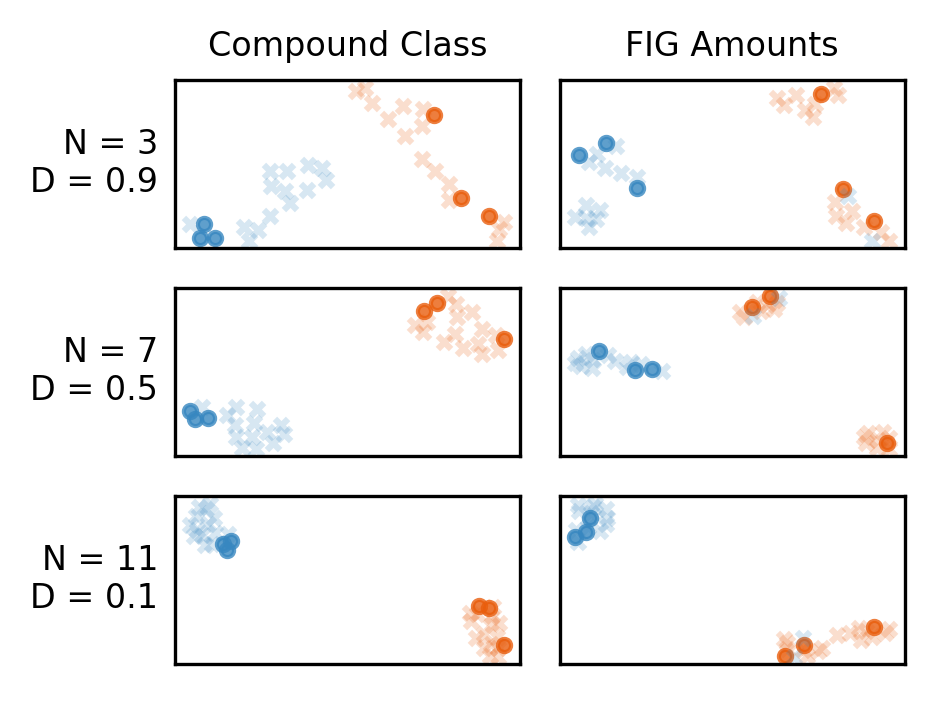 Compound Class
FIG Amounts
N = 3
D = 0.9
N = 7
D = 0.5
N = 11
D = 0.1